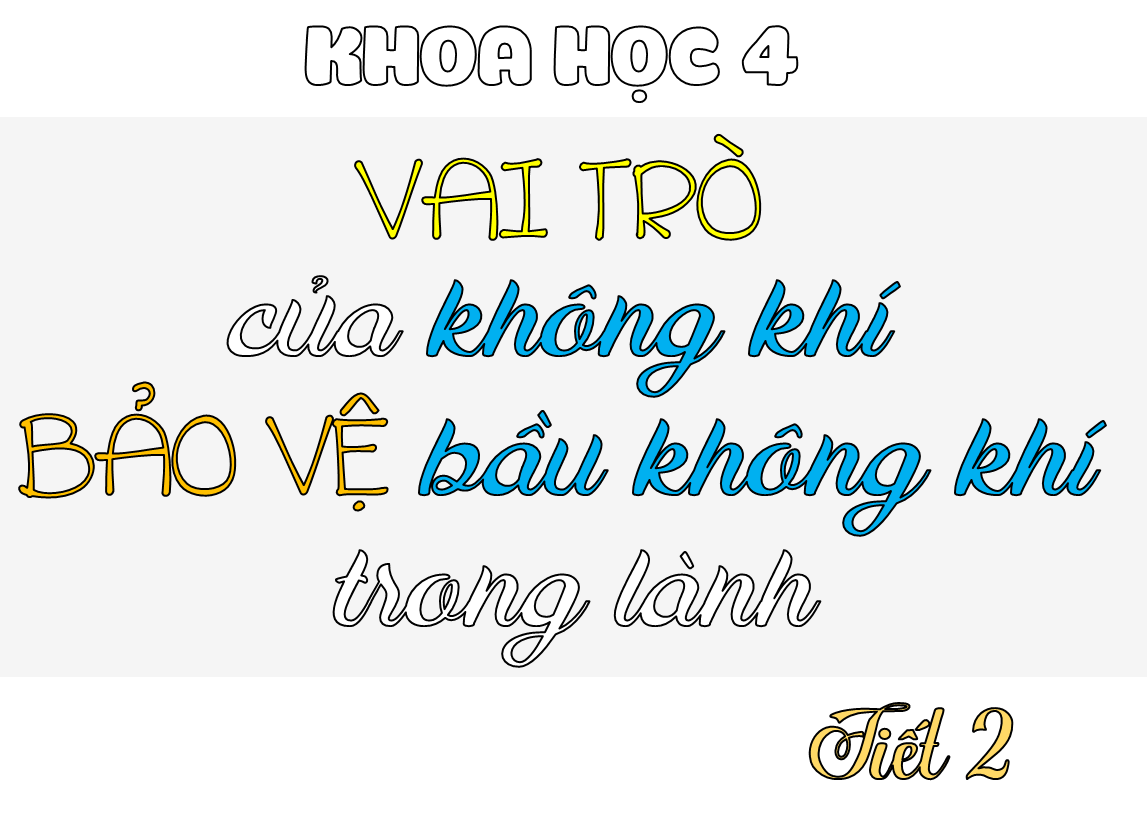 KHOA HỌC 4
VAI TRÒ
của không khí
BẢO VỆ bầu không khí
trong lành
Tiết 2